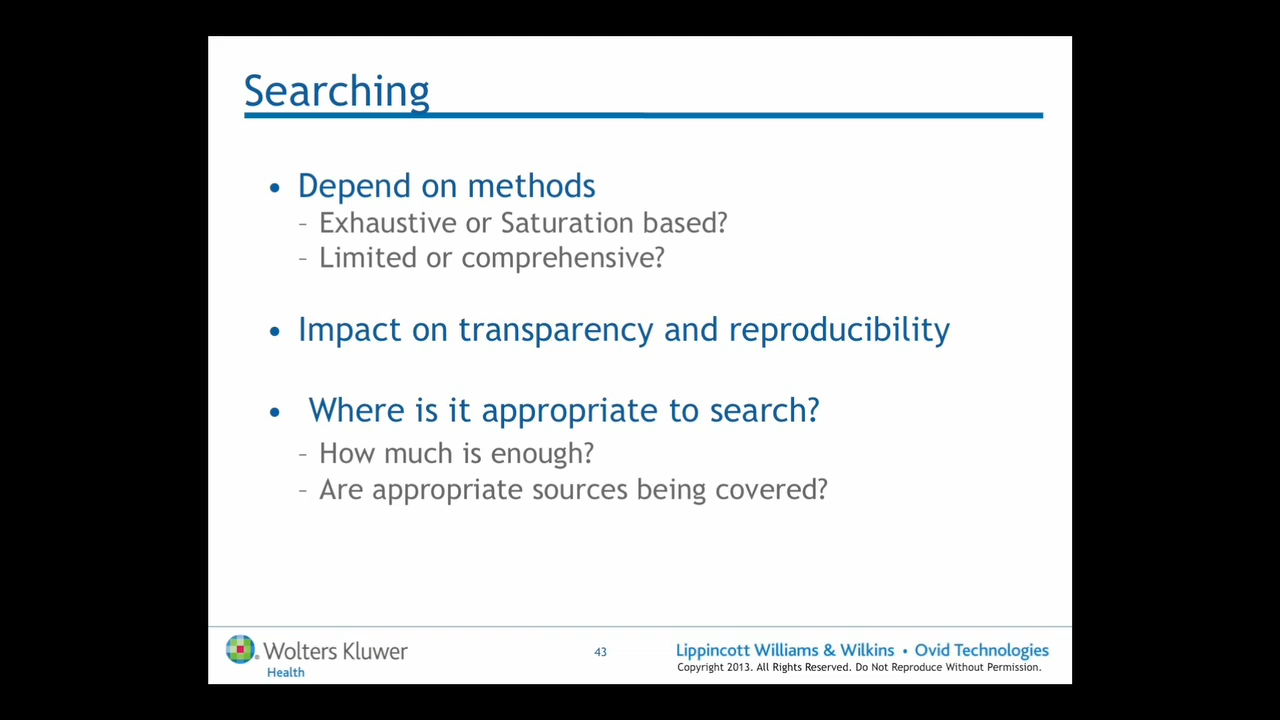 Searching
• Depend on methods
– Exhaustive or Saturation based?
– Limited or comprehensive?
• Impact on transparency and reproducibility
• Where is it appropriate to search?
– How much is enough?
– Are appropriate sources being covered?
Wolters Kluwer
Health
43
Lippincott Williams & Wilkins • Ovid Technologies
Copyright 2013. All Rights Reserved. Do Not Reproduce Without Permission.